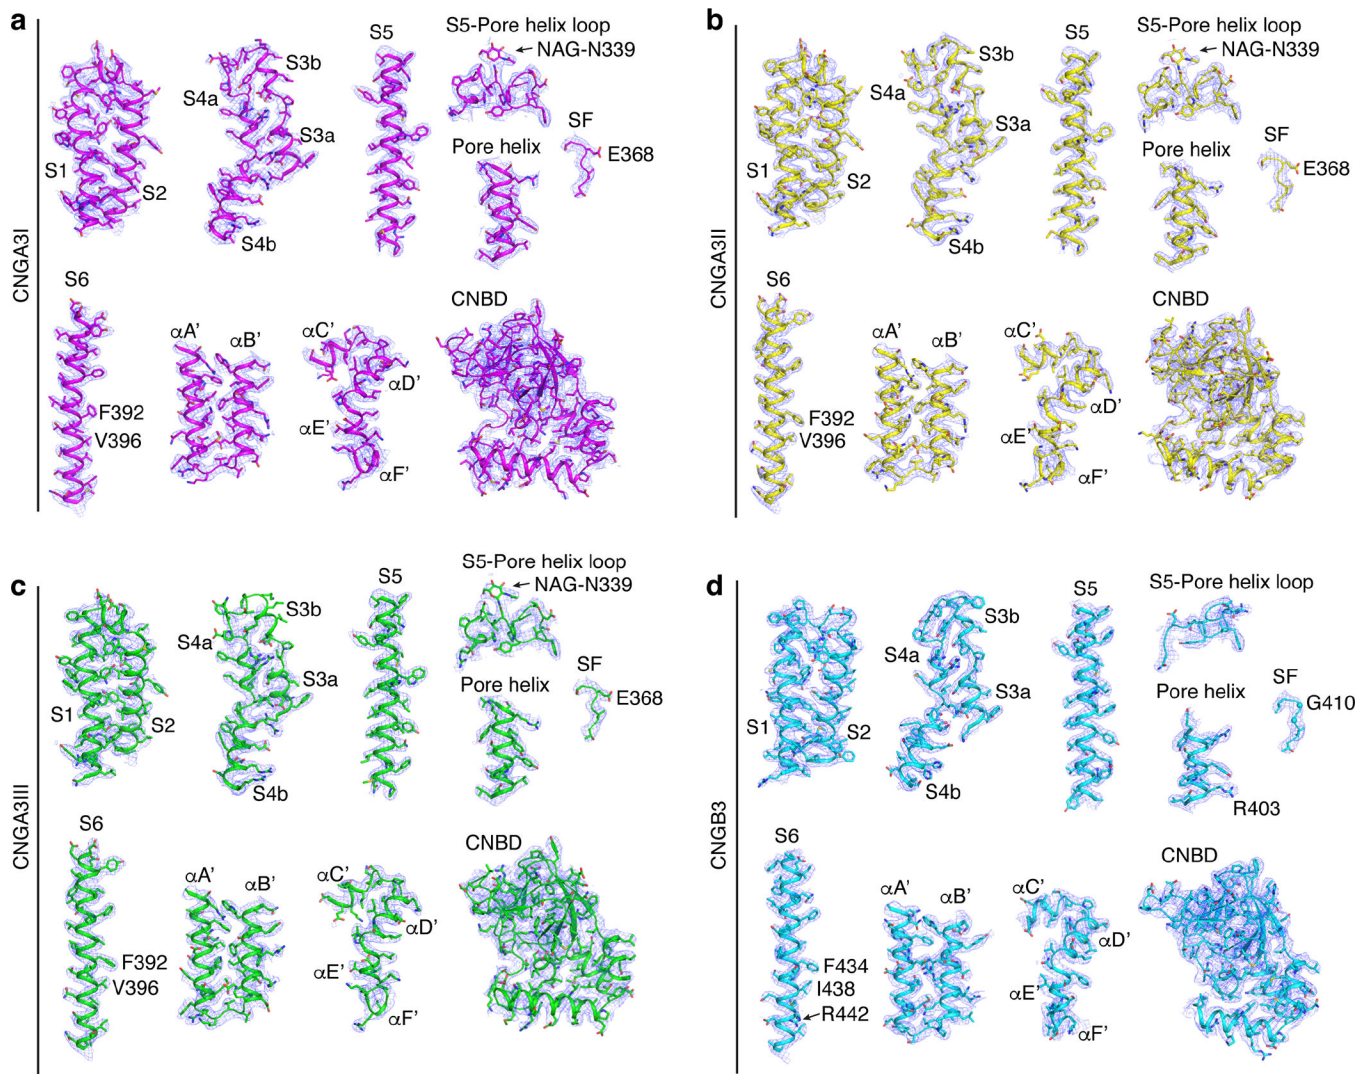 a
CNGA3I
S1
S2
S3b
S4a
S3a
S4b
S5
S5-Pore helix loop
NAG-N339
Pore helix
SF
E368
S6
F392
V396
αA’
αB’
αC’
αD’
αE’
αF’
CNBD
b
CNGA3II
S1
S2
S3b
S4a
S3a
S4b
S5
S5-Pore helix loop
NAG-N339
Pore helix
SF
E368
S6
F392
V396
αA’
αB’
αC’
αD’
αE’
αF’
CNBD
c
CNGA3III
S1
S2
S3b
S4a
S3a
S4b
S5
S5-Pore helix loop
NAG-N339
Pore helix
SF
E368
S6
F392
V396
αA’
αB’
αC’
αD’
αE’
αF’
CNBD
d
CNGB3
S1
S2
S3b
S4a
S3a
S4b
S5
S5-Pore helix loop
Pore helix
R403
SF
G410
S6
F434
I438
R442
αA’
αB’
αC’
αD’
αE’
αF’
CNBD